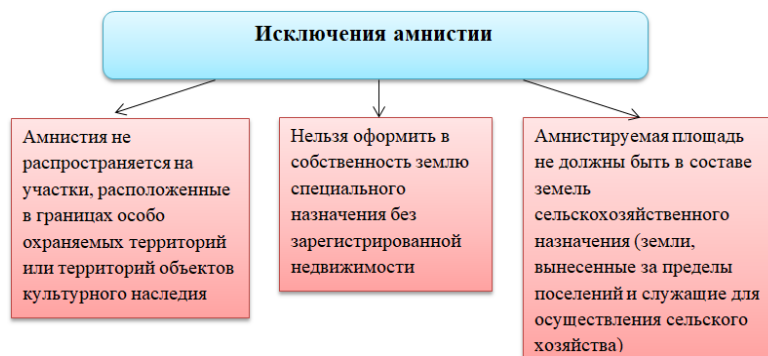 Исключения амнистии
Амнистия не
распространяется на
участки, расположенные
в границах особо
охраняемых территорий
или территорий объектов
культурного наследия
Нельзя оформить в
собственность землю
специального
назначения без
зарегистрированной
недвижимости
Амнистируемая площадь
не должны быть в составе
земель
сельскохозяйственного
назначения (земли,
вынесенные за пределы
поселений и служащие для
осуществления сельского
хозяйства)